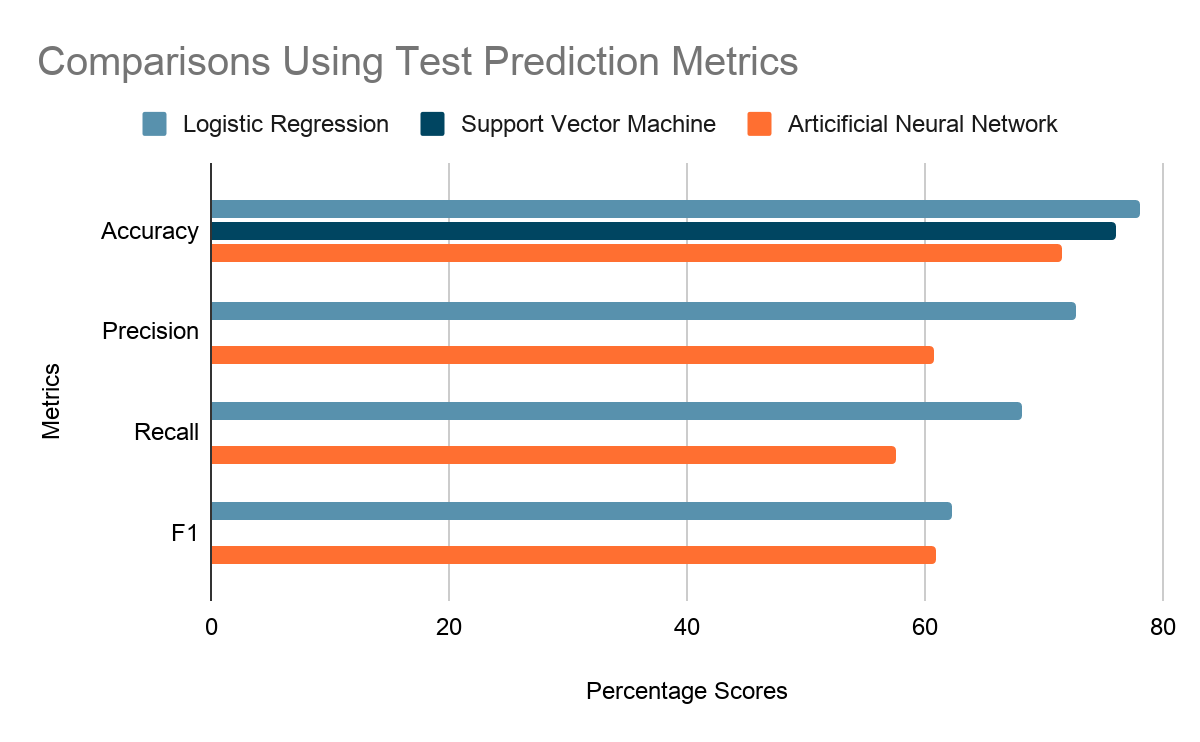 Comparisons Using Test Prediction Metrics
Logistic Regression Support Vector Machine Articificial Neural Network
Accuracy
Precision
Metrics
Recall
F1
0 20 40 60 80
Percentage Scores